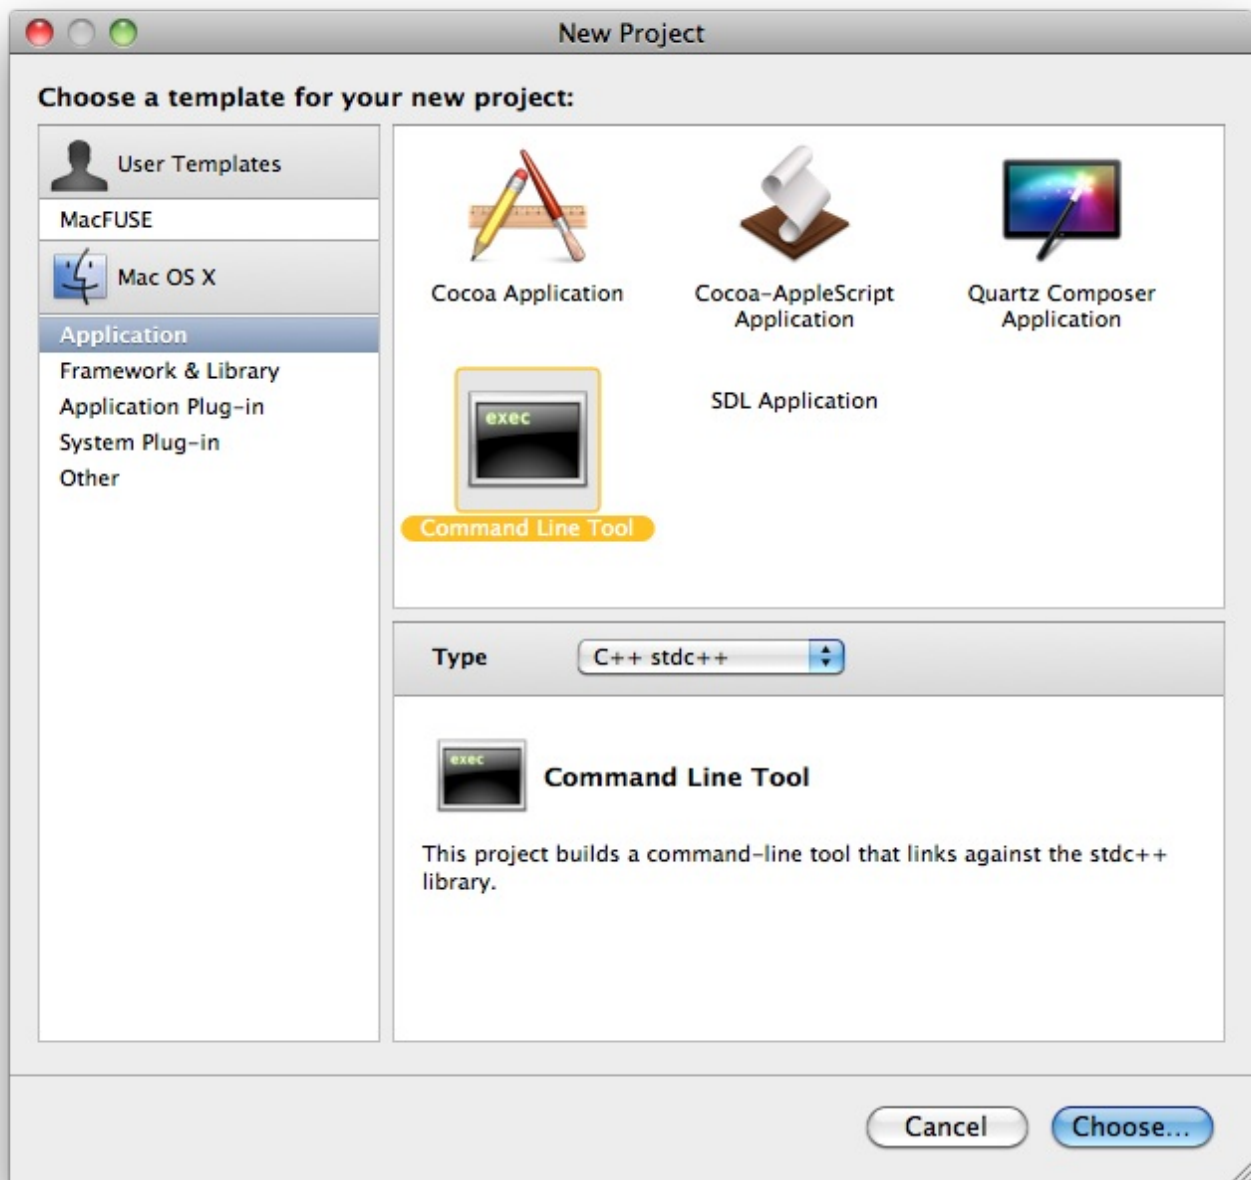 New Project
Choose a template for your new project:
User Templates
MacFUSE
Mac OS X
Application
Framework & Library
Application Plug-in
System Plug-in
Other
Cocoa Application
Cocoa-AppleScript
Application
Quartz Composer
Application
exec
Command Line Tool
SDL Application
Type
C++ stdc++
exec
Command Line Tool
This project builds a command-line tool that links against the stdc++
library.
Cancel
Choose...